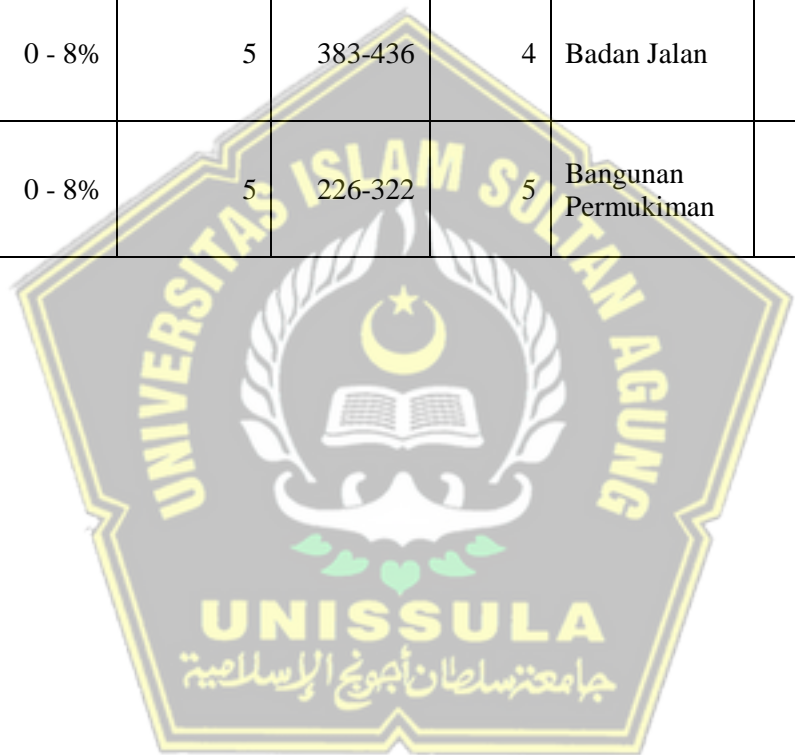 0 - 8% 5 383-436 4 Badan Jalan
0 - 8% 5 226-322 5 Bangunan
Permukiman
UNIVERSITAS ISLAM SULTAN AGUNG
UNISSULA
جامعة سلطان أجونج الإسلامية